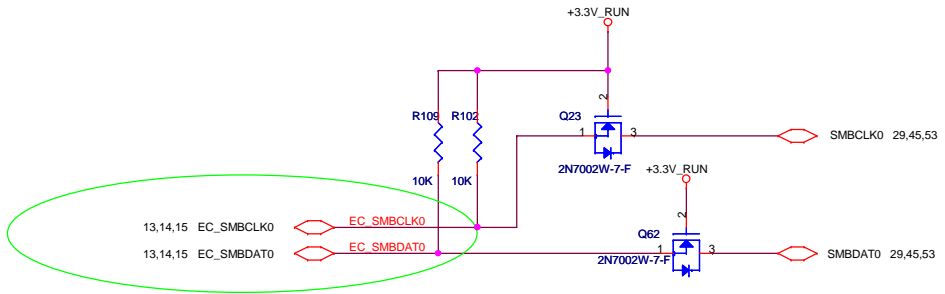 +3.3V_RUN
R109
R102
Q23
2
1
3
SMBCLK0 29,45,53
2N7002W-7-F
10K
10K
+3.3V_RUN
2
13,14,15 EC_SMBCLK0
EC_SMBCLK0
Q62
13,14,15 EC_SMBDAT0
EC_SMBDAT0
1
3
SMBDAT0 29,45,53
2N7002W-7-F